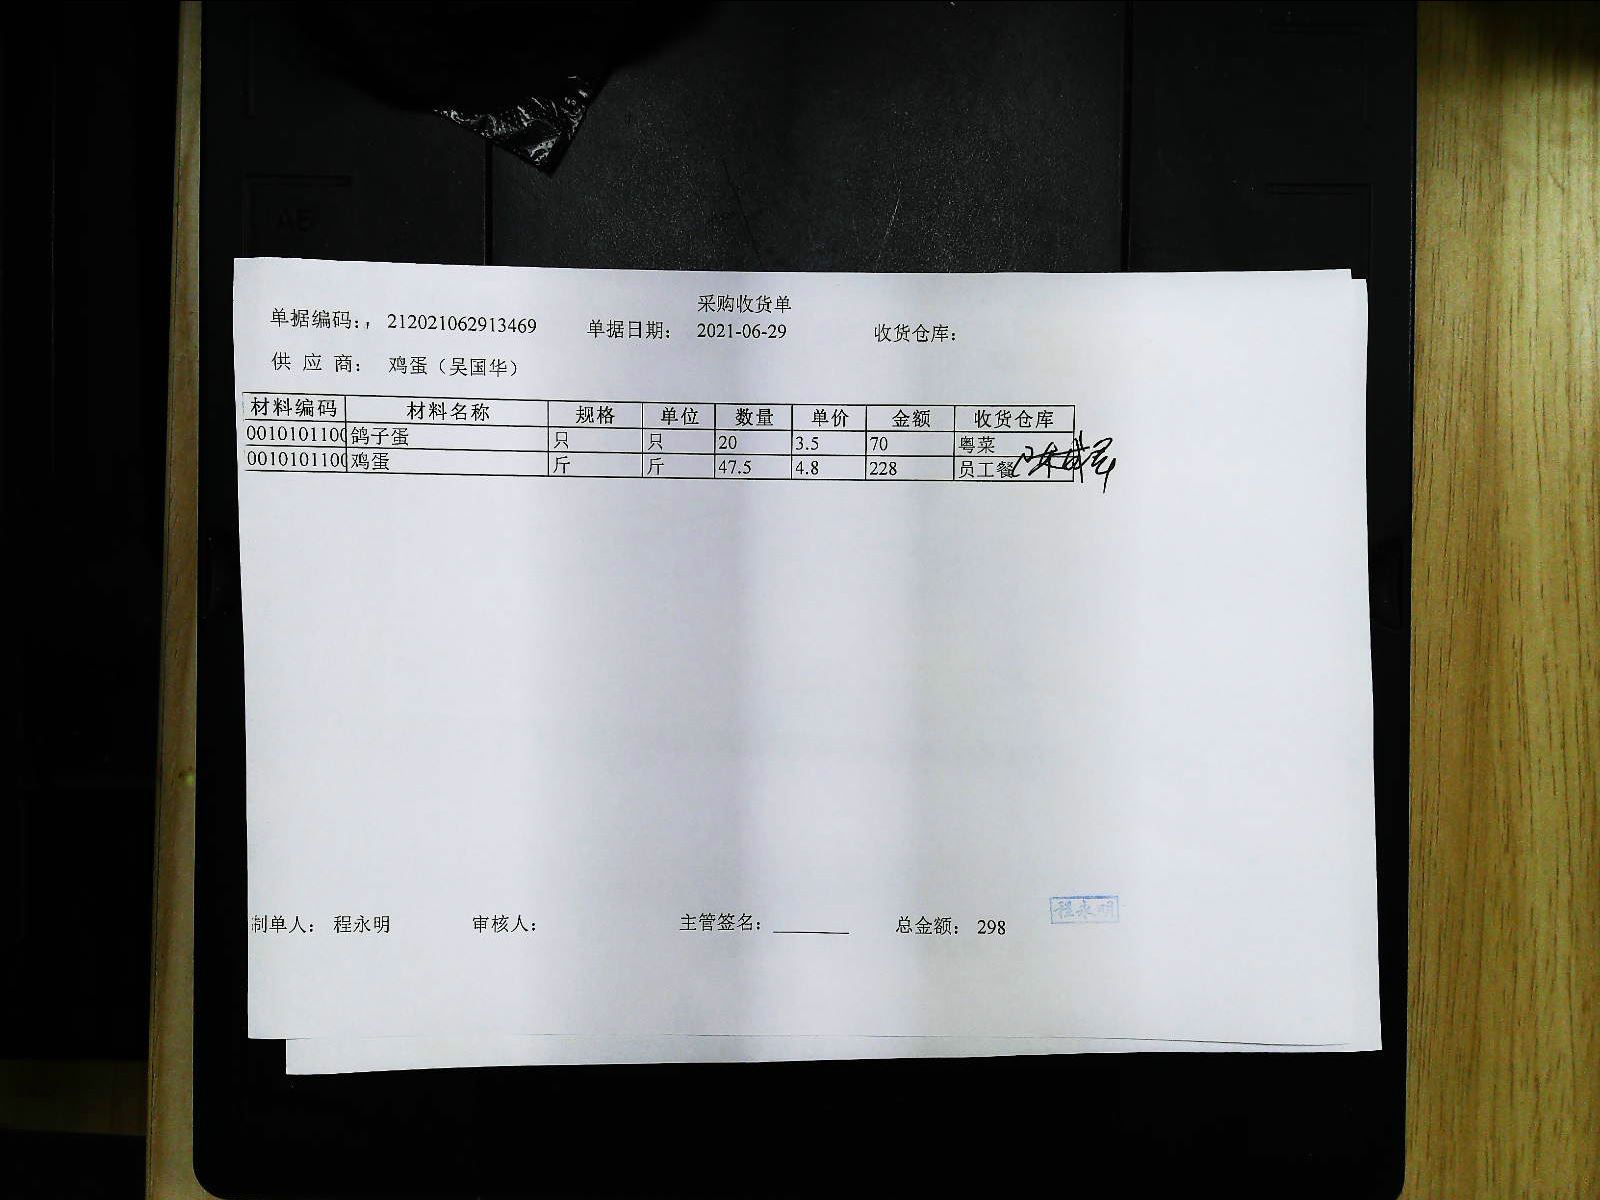 采购收货单
单据编码:, 212021062913469 单据日期: 2021-06-29 收货仓库:
供 应 商: 鸡蛋（吴国华）
材料编码 材料名称 规格 单位 数量 单价 金额 收货仓库
0010101100 鸽子蛋 只 只 20 3.5 70 粤菜
0010101100 鸡蛋 斤 斤 47.5 4.8 228 员工餐
制单人: 程永明 审核人: 主管签名: 总金额: 298
程永明